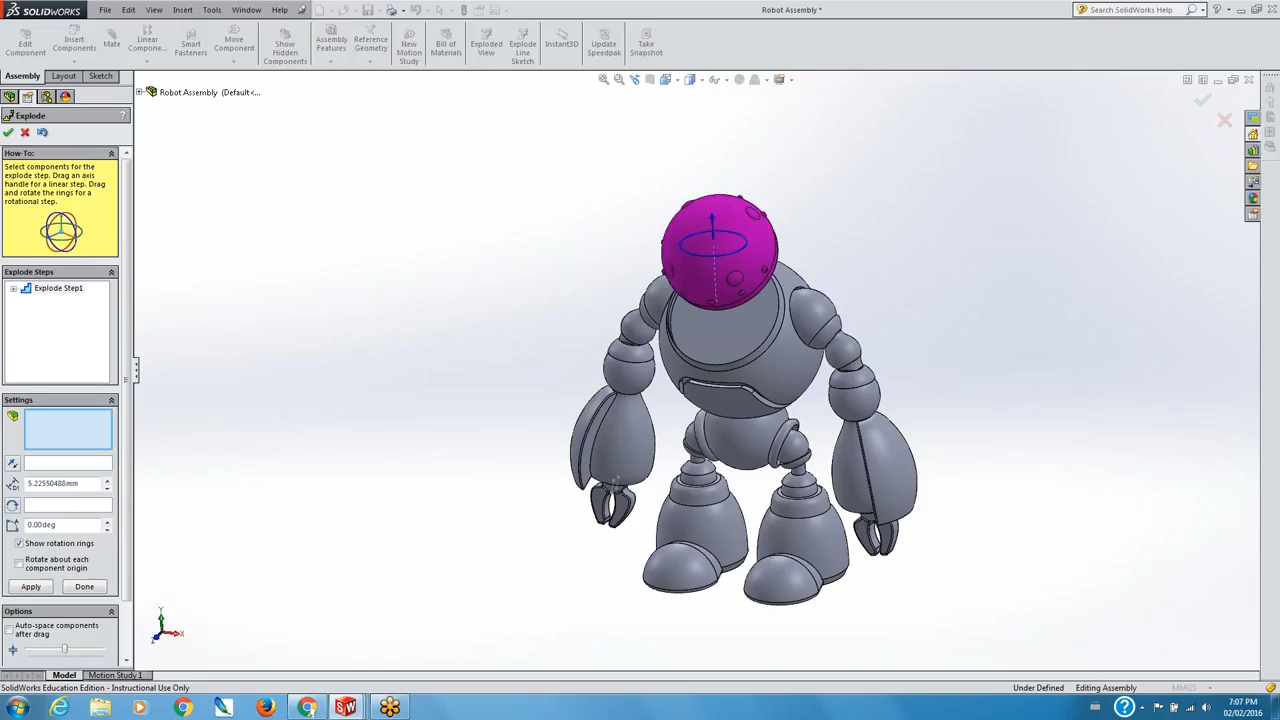 SOLIDWORKS File Edit View Insert Tools Window Help Robot Assembly * Search SolidWorks Help
Edit Component
Insert Components
Mate
Linear Compone...
Smart Fasteners
Move Component
Show Hidden Components
Assembly Features
Reference Geometry
New Motion Study
Bill of Materials
Exploded View
Explode Line Sketch
Instant3D
Update Speedpak
Take Snapshot
Assembly Layout Sketch
Robot Assembly (Default<...
Explode ?
How-To:
Select components for the
explode step. Drag an axis
handle for a linear step. Drag
and rotate the rings for a
rotational step.
Explode Steps
Explode Step1
Settings
5.22550488mm
0.00deg
Show rotation rings
Rotate about each
component origin
Apply Done
Options
Auto-space components
after drag
Y
X
Z
Model Motion Study 1
SolidWorks Education Edition - Instructional Use Only Under Defined Editing Assembly MMGS
7:07 PM
02/02/2016